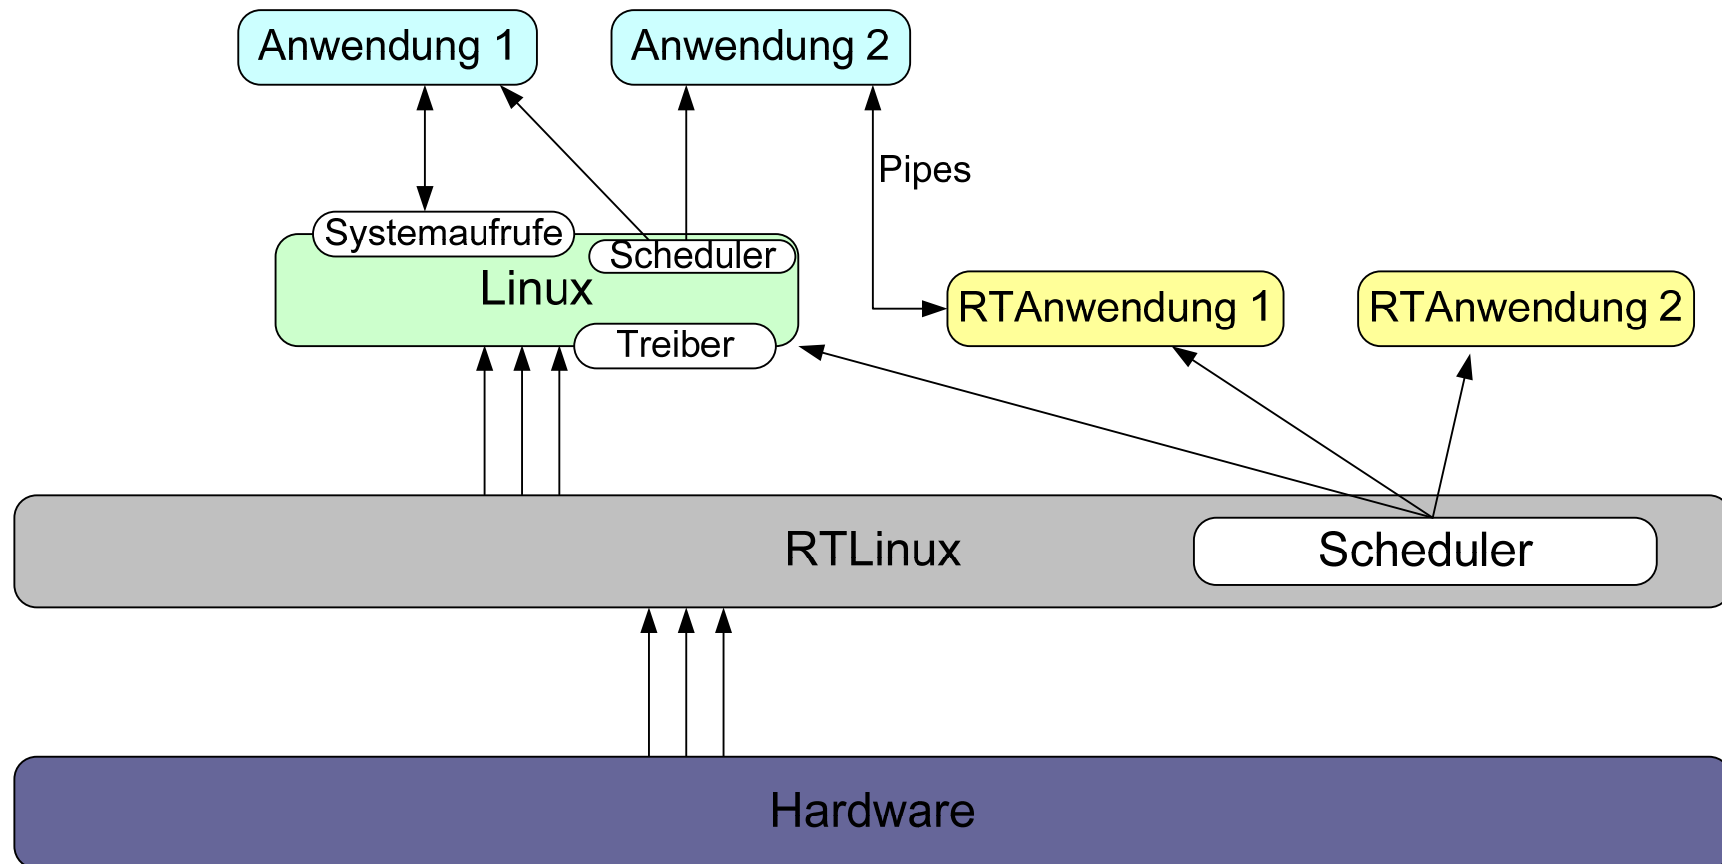 Anwendung 1
Anwendung 2
Pipes
Systemaufrufe
Scheduler
Linux
Treiber
RTAnwendung 1
RTAnwendung 2
RTLinux
Scheduler
Hardware